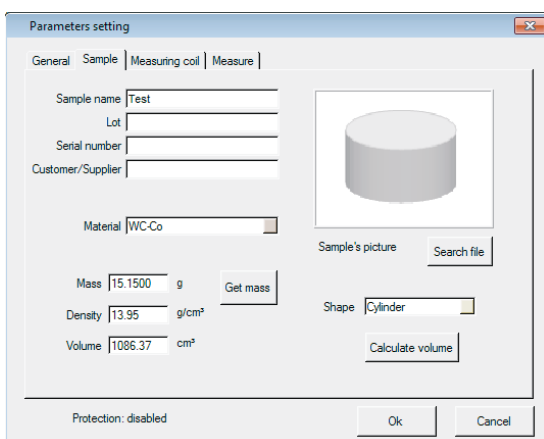 Parameters setting
General Sample Measuring coil Measure
Sample name Test
Lot
Serial number
Customer/Supplier
Material WC-Co
Sample's picture Search file
Mass 15.1500 g Get mass
Density 13.95 g/cm³
Shape Cylinder
Volume 1086.37 cm³
Calculate volume
Protection: disabled Ok Cancel